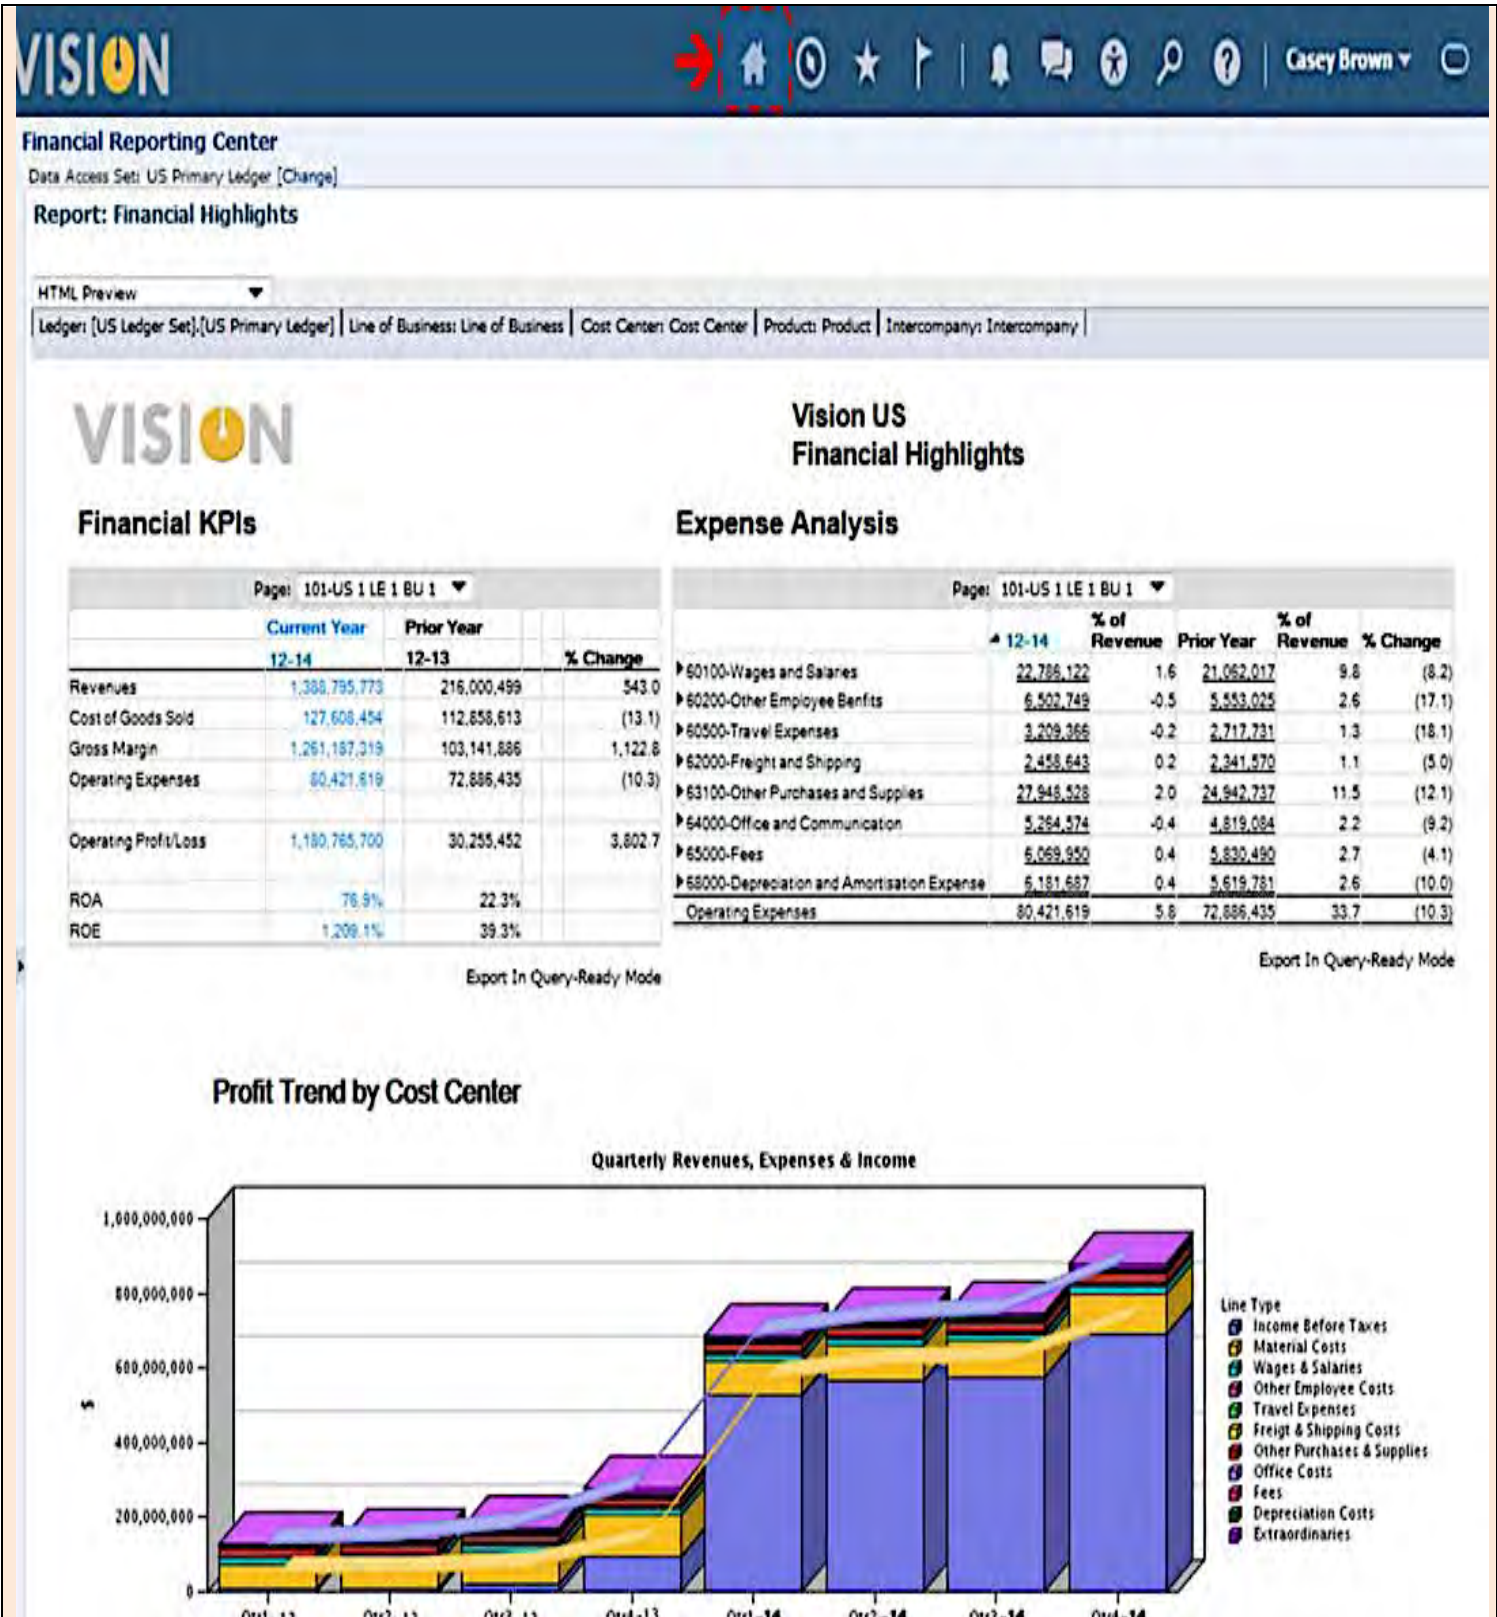 VISION
Casey Brown
Financial Reporting Center
Data Access Set: US Primary Ledger [Change]
Report: Financial Highlights
HTML Preview
Ledger: [US Ledger Set].[US Primary Ledger] | Line of Business: Line of Business | Cost Center: Cost Center | Product: Product | Intercompany: Intercompany |
VISION
Vision US
Financial Highlights
Financial KPIs
Page: 101-US 1 LE 1 BU 1
Current Year Prior Year
12-14 12-13 % Change
Revenues 1,388,795,773 216,000,499 543.0
Cost of Goods Sold 127,608,454 112,858,613 (13.1)
Gross Margin 1,261,187,319 103,141,886 1,122.8
Operating Expenses 80,421,619 72,886,435 (10.3)
Operating Profit/Loss 1,180,765,700 30,255,452 3,802.7
ROA 76.9% 22.3%
ROE 1,209.1% 39.3%
Export In Query-Ready Mode
Expense Analysis
Page: 101-US 1 LE 1 BU 1
12-14 % of Revenue Prior Year % of Revenue % Change
60100-Wages and Salaries 22,786,122 1.6 21,062,017 9.8 (8.2)
60200-Other Employee Benfits 6,502,749 -0.5 5,553,025 2.6 (17.1)
60500-Travel Expenses 3,209,366 -0.2 2,717,731 1.3 (18.1)
62000-Freight and Shipping 2,458,643 0.2 2,341,570 1.1 (5.0)
63100-Other Purchases and Supplies 27,948,528 2.0 24,942,737 11.5 (12.1)
64000-Office and Communication 5,264,574 -0.4 4,819,084 2.2 (9.2)
65000-Fees 6,069,950 0.4 5,830,490 2.7 (4.1)
68000-Depreciation and Amortisation Expense 6,181,687 0.4 5,619,781 2.6 (10.0)
Operating Expenses 80,421,619 5.8 72,886,435 33.7 (10.3)
Export In Query-Ready Mode
Profit Trend by Cost Center
Quarterly Revenues, Expenses & Income
1,000,000,000
800,000,000
600,000,000
400,000,000
200,000,000
0
$
Line Type
Income Before Taxes
Material Costs
Wages & Salaries
Other Employee Costs
Travel Expenses
Freigt & Shipping Costs
Other Purchases & Supplies
Office Costs
Fees
Depreciation Costs
Extraordinaries